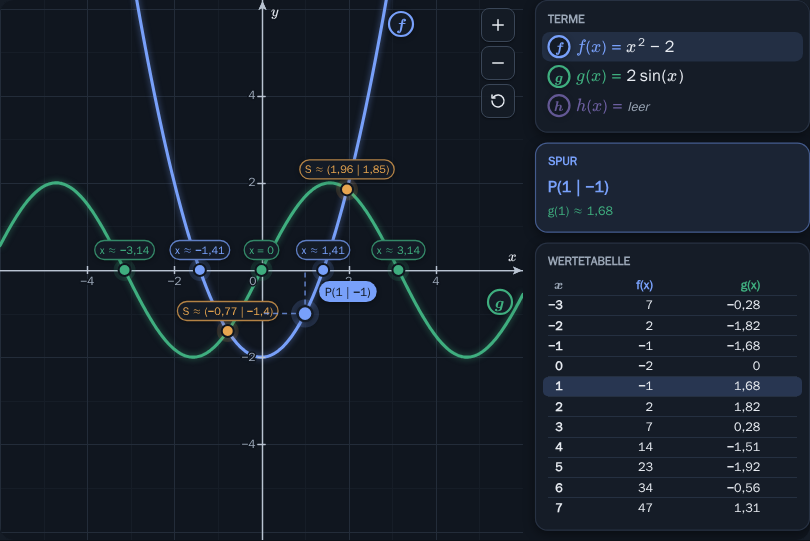 y
f
+
−
4
S ≈ (1,96 | 1,85)
2
x ≈ −3,14
x ≈ −1,41
x = 0
x ≈ 1,41
x ≈ 3,14
x
−4
−2
0
2
4
P(1 | −1)
g
S ≈ (−0,77 | −1,4)
−2
−4
TERME
f f(x) = x² − 2
g g(x) = 2 sin(x)
h h(x) = leer
SPUR
P(1 | −1)
g(1) ≈ 1,68
WERTETABELLE
x f(x) g(x)
−3 7 −0,28
−2 2 −1,82
−1 −1 −1,68
0 −2 0
1 −1 1,68
2 2 1,82
3 7 0,28
4 14 −1,51
5 23 −1,92
6 34 −0,56
7 47 1,31